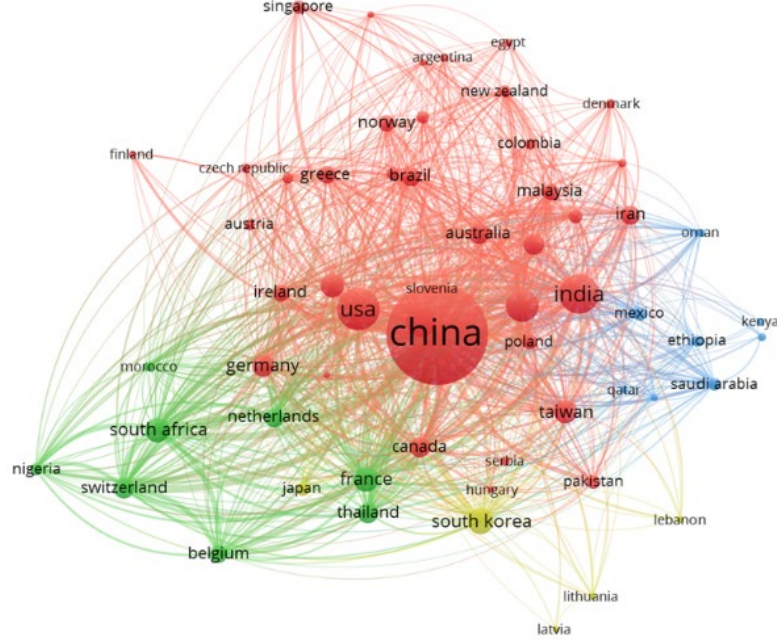 singapore
egypt
argentina
new zealand
denmark
norway
colombia
finland
czech republic
greece
brazil
malaysia
iran
austria
australia
oman
ireland
slovenia
india
usa
china
mexico
kenya
poland
ethiopia
germany
morocco
qatar
saudi arabia
netherlands
taiwan
south africa
canada
serbia
nigeria
switzerland
japan
france
hungary
pakistan
thailand
south korea
lebanon
belgium
lithuania
latvia